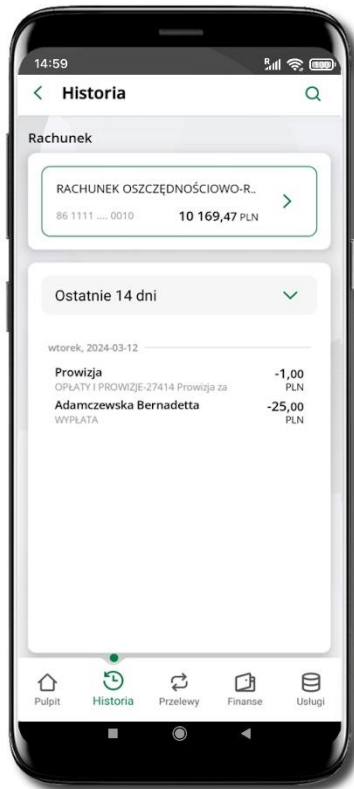 14:59
Historia
Rachunek
RACHUNEK OSZCZĘDNOŚCIOWO-R..
86 1111 .... 0010 10 169,47 PLN
Ostatnie 14 dni
wtorek, 2024-03-12
Prowizja -1,00
OPŁATY I PROWIZJE-27414 Prowizja za PLN
Adamczewska Bernadetta -25,00
WYPŁATA PLN
Pulpit Historia Przelewy Finanse Usługi